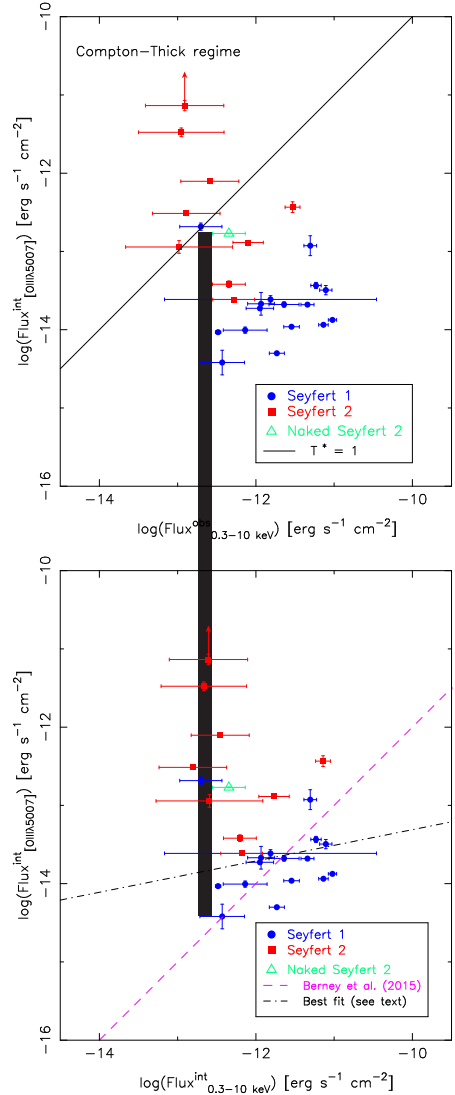 −10
Compton−Thick regime
−12
log(Flux^int_[OIII]λ5007]) [erg s^−1 cm^−2]
−14
Seyfert 1
Seyfert 2
Naked Seyfert 2
T* = 1
−16
−14 −12 −10
log(Flux^obs_0.3−10 keV) [erg s^−1 cm^−2]
−10
−12
log(Flux^int_[OIII]λ5007]) [erg s^−1 cm^−2]
−14
Seyfert 1
Seyfert 2
Naked Seyfert 2
Berney et al. (2015)
Best fit (see text)
−16
−14 −12 −10
log(Flux^int_0.3−10 keV) [erg s^−1 cm^−2]